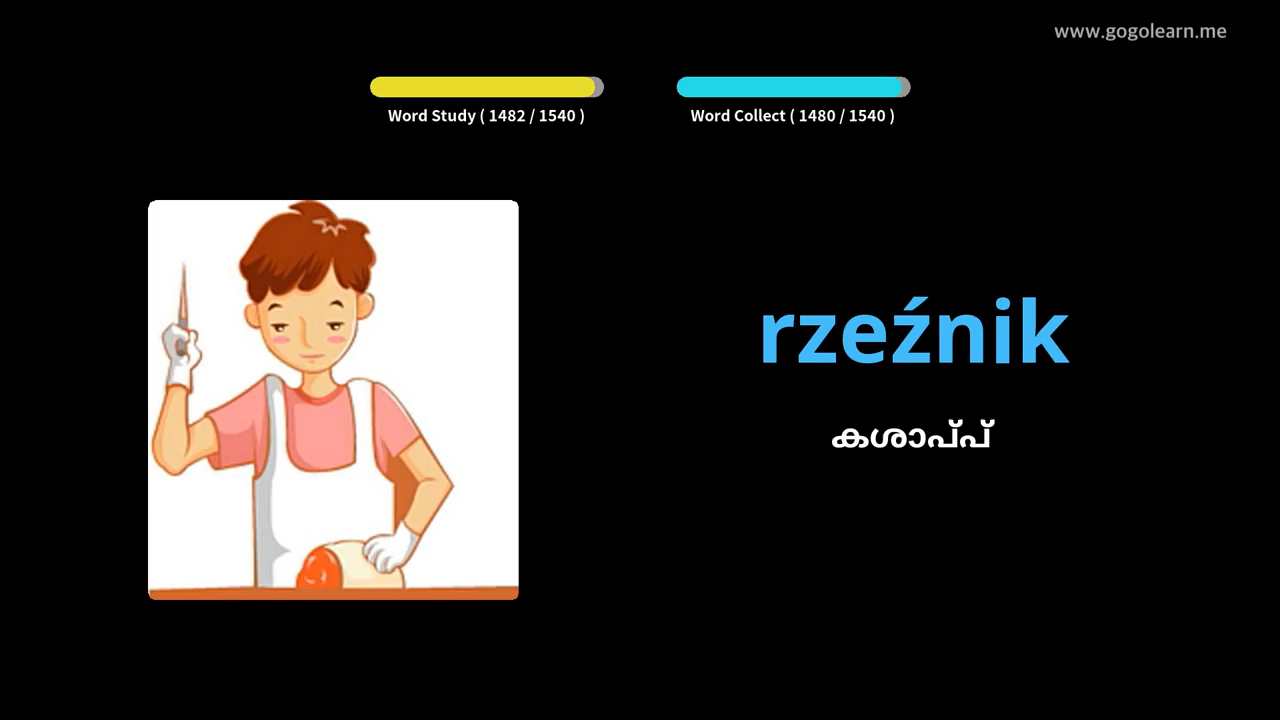 www.gogolearn.me
Word Study ( 1482 / 1540 )
Word Collect ( 1480 / 1540 )
rzeźnik
കശാപ്പ്